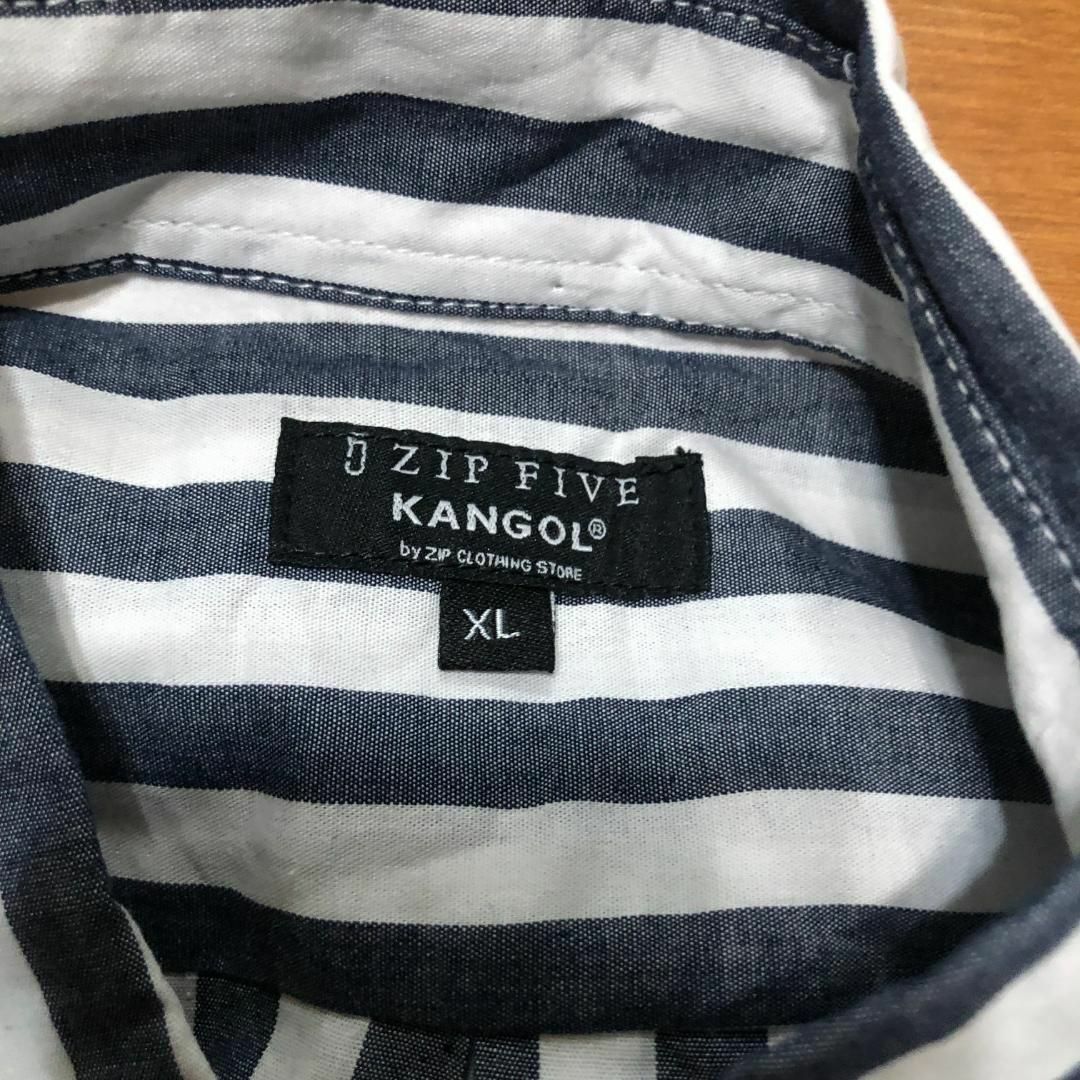 ZIP FIVE
KANGOL®
by ZIP CLOTHING STORE
XL